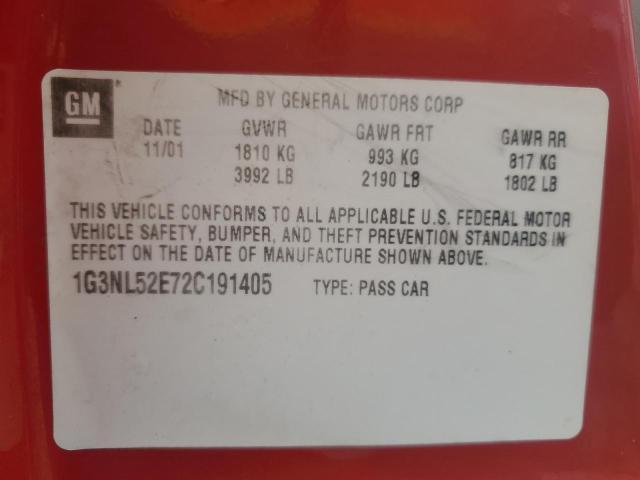 GM
MFD BY GENERAL MOTORS CORP
DATE GVWR GAWR FRT GAWR RR
11/01 1810 KG 993 KG 817 KG
3992 LB 2190 LB 1802 LB
THIS VEHICLE CONFORMS TO ALL APPLICABLE U.S. FEDERAL MOTOR
VEHICLE SAFETY, BUMPER, AND THEFT PREVENTION STANDARDS IN
EFFECT ON THE DATE OF MANUFACTURE SHOWN ABOVE.
1G3NL52E72C191405 TYPE: PASS CAR